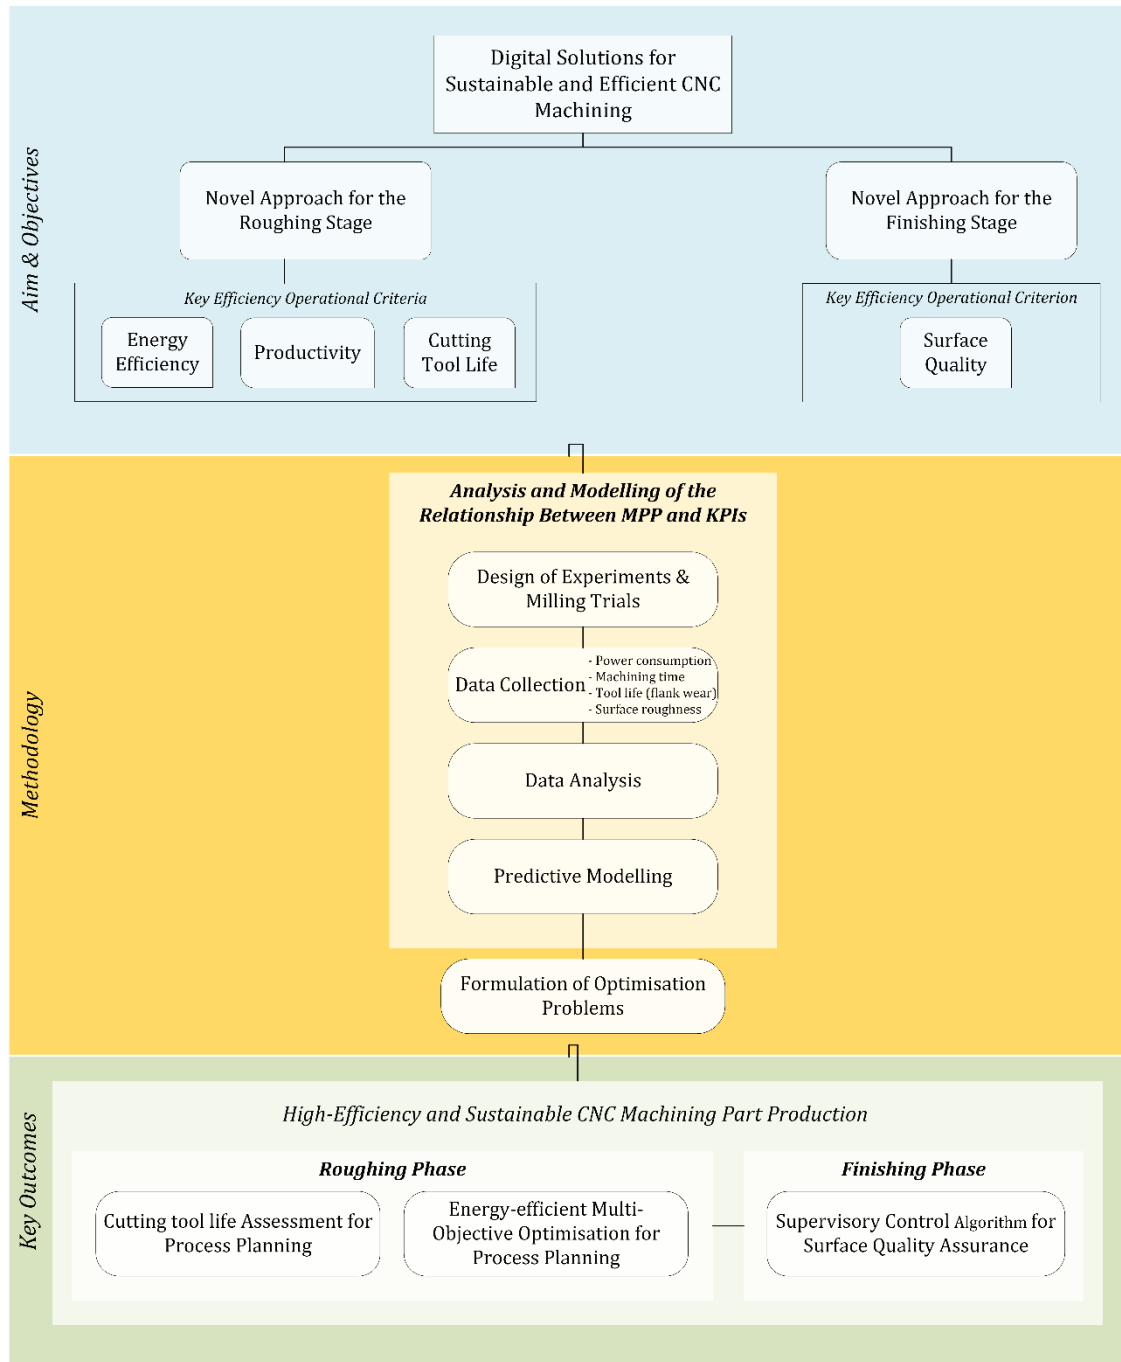 Aim & Objectives
Digital Solutions for
Sustainable and Efficient CNC
Machining
Novel Approach for the
Roughing Stage
Novel Approach for the
Finishing Stage
Key Efficiency Operational Criteria
Energy
Efficiency
Productivity
Cutting
Tool Life
Key Efficiency Operational Criterion
Surface
Quality
Methodology
Analysis and Modelling of the
Relationship Between MPP and KPIs
Design of Experiments &
Milling Trials
Data Collection
- Power consumption
- Machining time
- Tool life (flank wear)
- Surface roughness
Data Analysis
Predictive Modelling
Formulation of Optimisation
Problems
Key Outcomes
High-Efficiency and Sustainable CNC Machining Part Production
Roughing Phase
Cutting tool life Assessment for
Process Planning
Energy-efficient Multi-
Objective Optimisation for
Process Planning
Finishing Phase
Supervisory Control Algorithm for
Surface Quality Assurance